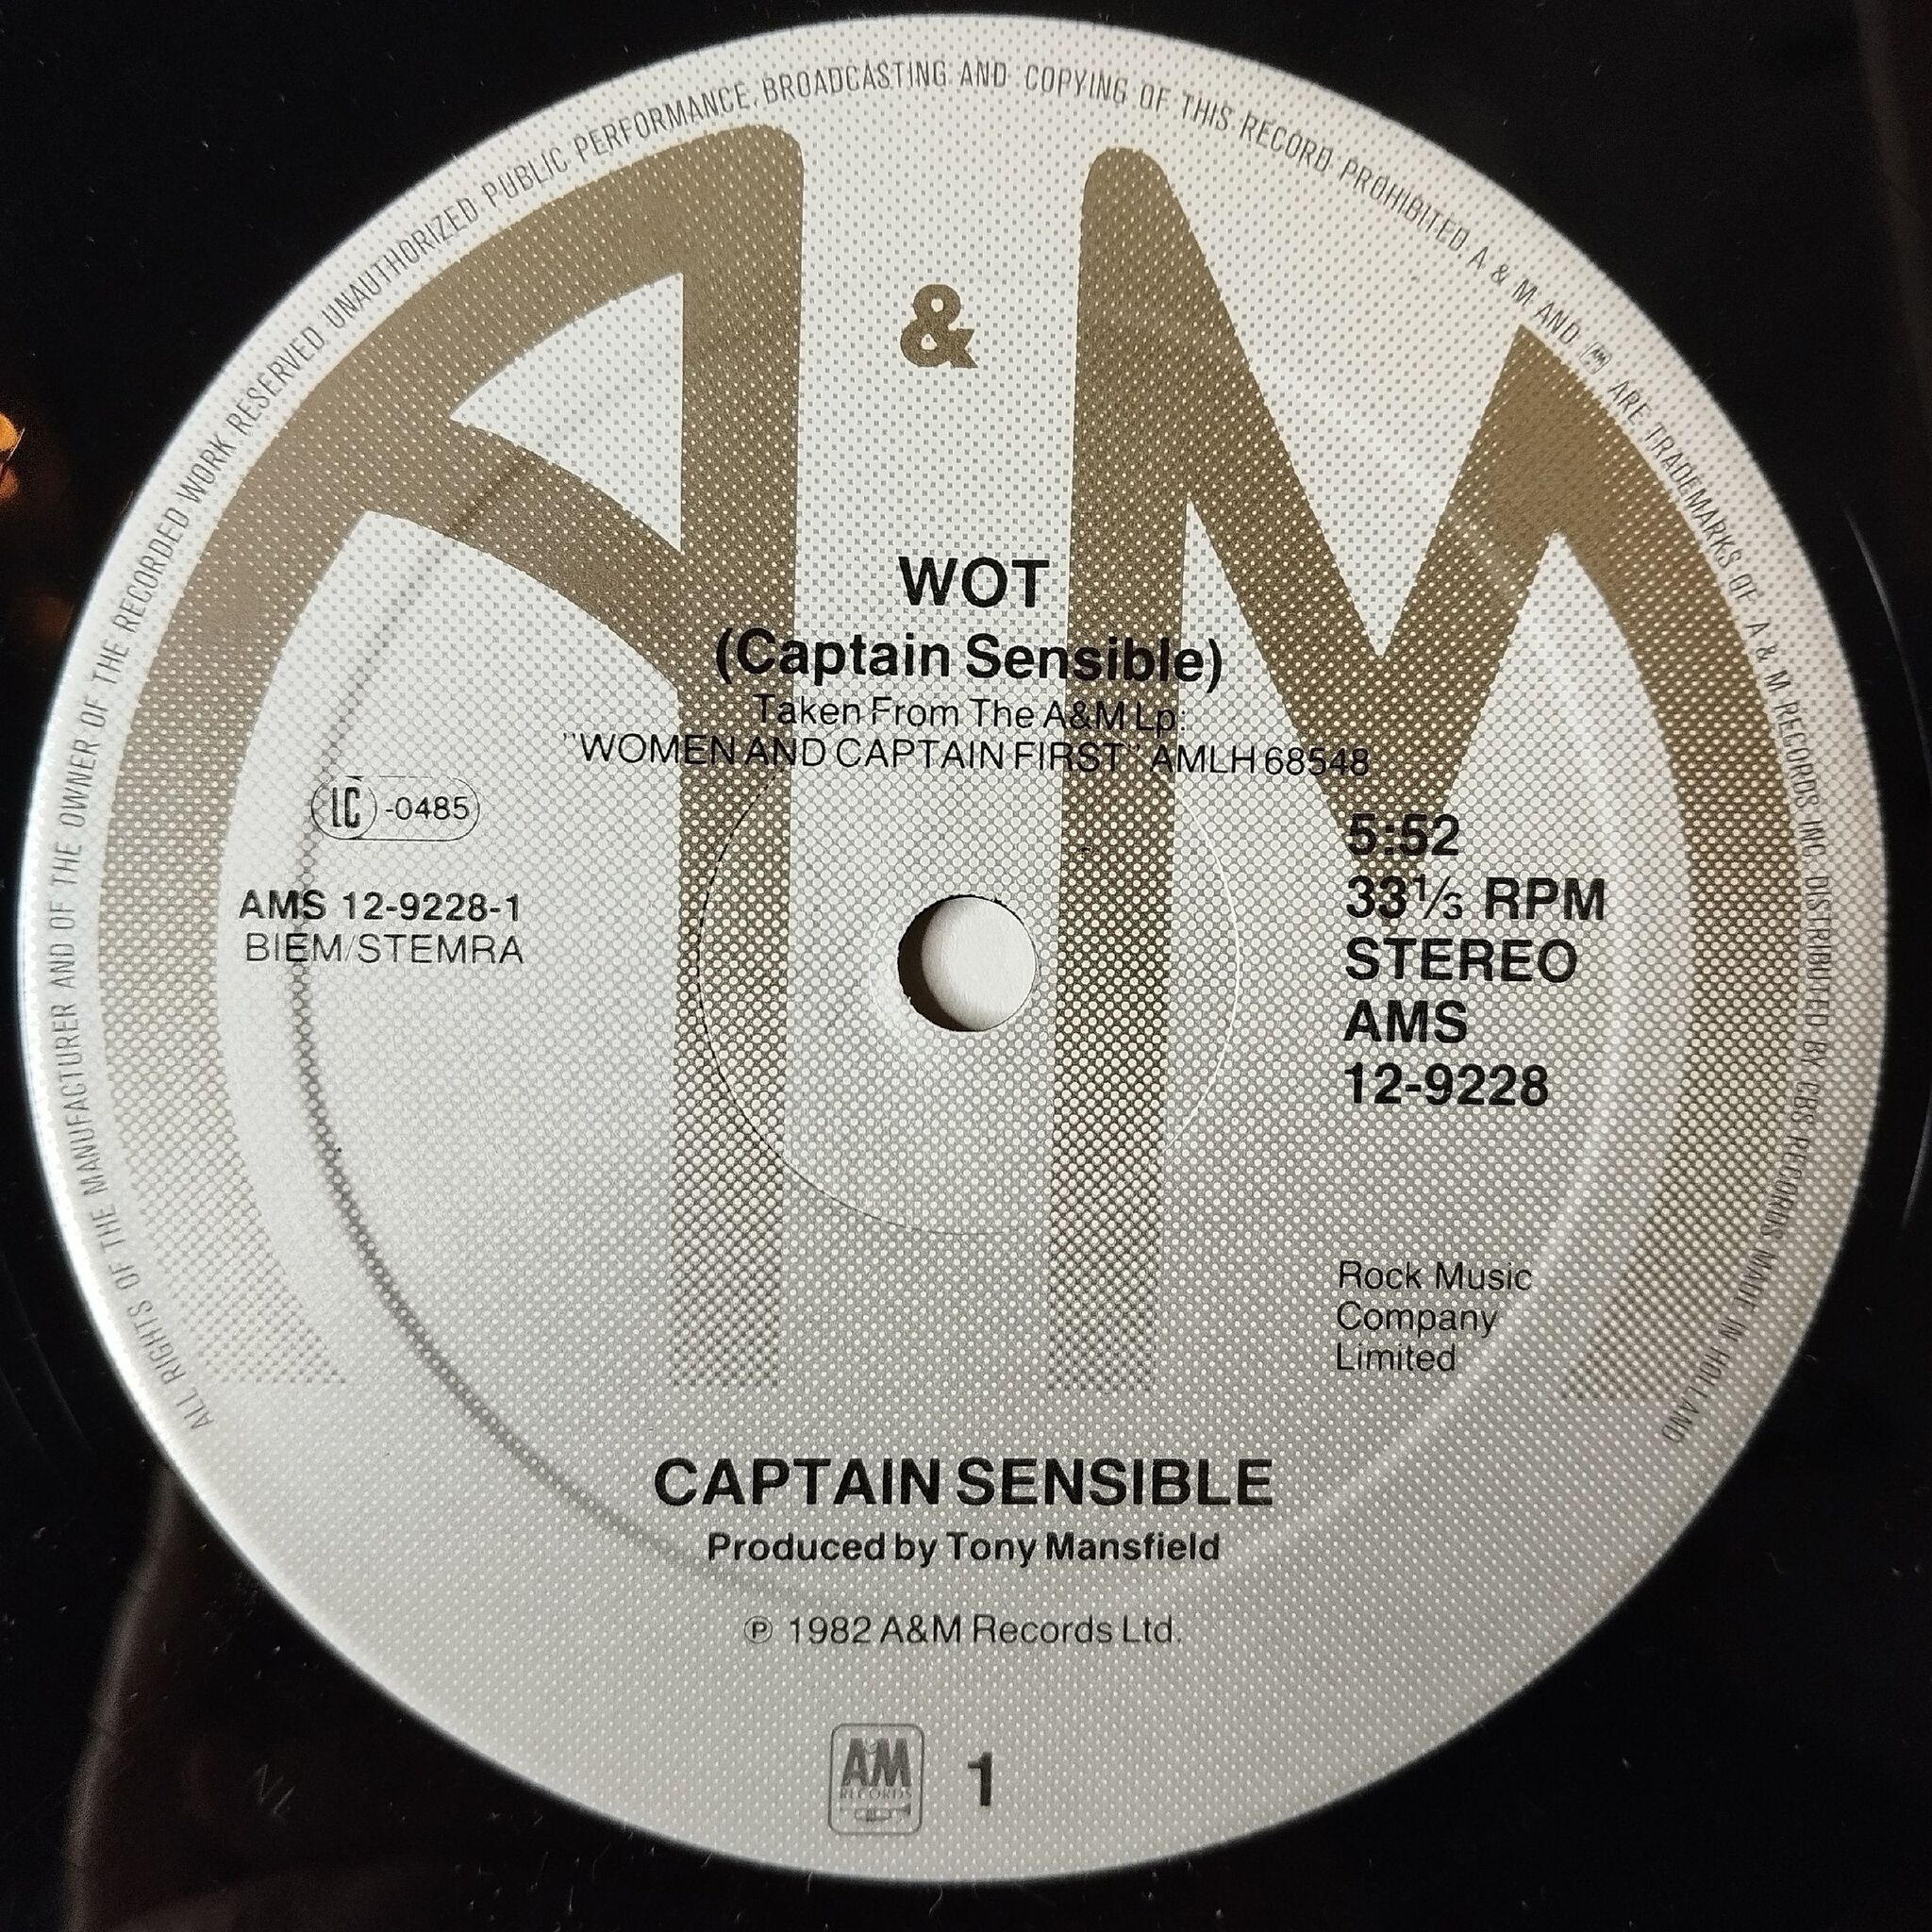 ALL RIGHTS OF THE MANUFACTURER AND OF THE OWNER OF THE RECORDED WORK RESERVED UNAUTHORIZED PUBLIC PERFORMANCE, BROADCASTING AND COPYING OF THIS RECORD PROHIBITED A & M AND AM ARE TRADEMARKS OF A & M RECORDS INC. DISTRIBUTED BY CBS RECORDS MADE IN HOLLAND
A & M
WOT
(Captain Sensible)
Taken From The A&M Lp:
"WOMEN AND CAPTAIN FIRST" AMLH 68548
LC -0485
AMS 12-9228-1
BIEM/STEMRA
5:52
33⅓ RPM
STEREO
AMS
12-9228
Rock Music
Company
Limited
CAPTAIN SENSIBLE
Produced by Tony Mansfield
℗ 1982 A&M Records Ltd.
A&M
RECORDS
1
NL